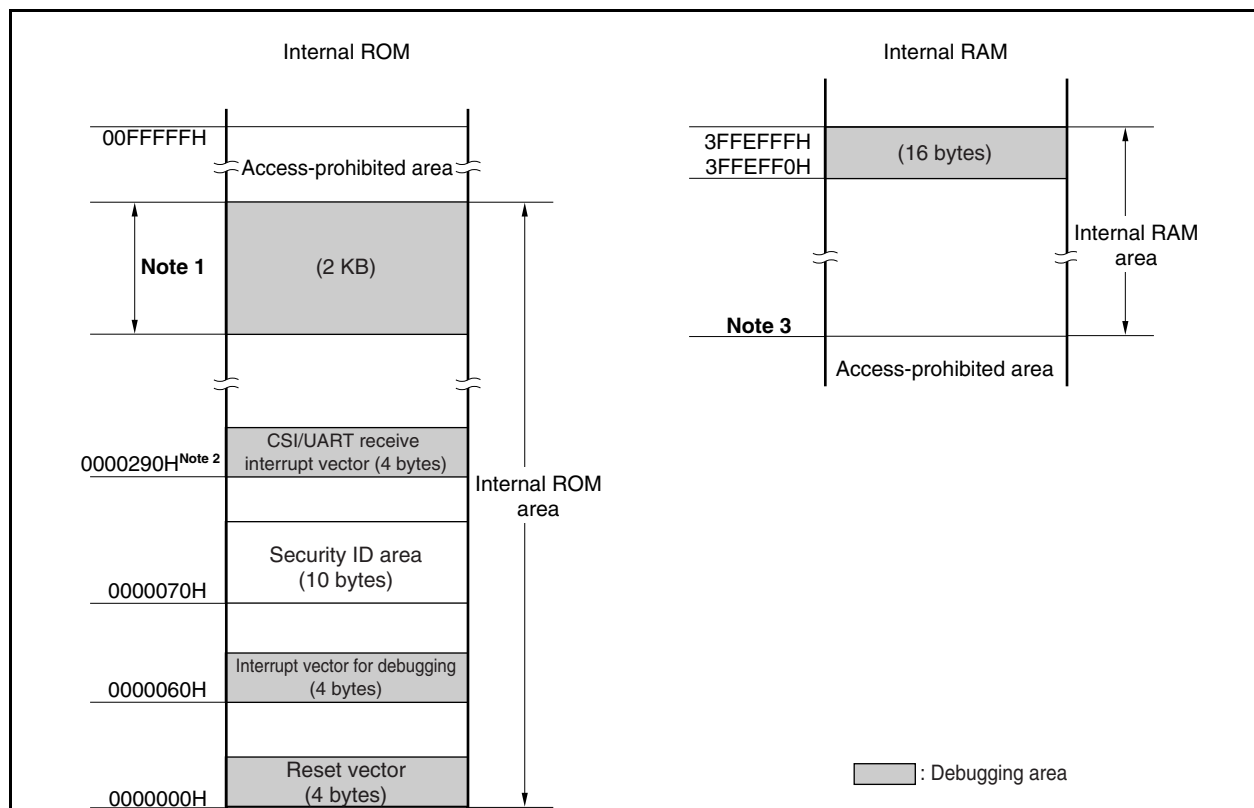 Internal ROM
00FFFFFH
Access-prohibited area
Note 1
(2 KB)
CSI/UART receive
interrupt vector (4 bytes)
0000290H Note 2
Internal ROM
area
Security ID area
(10 bytes)
0000070H
Interrupt vector for debugging
(4 bytes)
0000060H
Reset vector
(4 bytes)
0000000H
Internal RAM
3FFEFFFH
3FFEFF0H
(16 bytes)
Internal RAM
area
Note 3
Access-prohibited area
: Debugging area